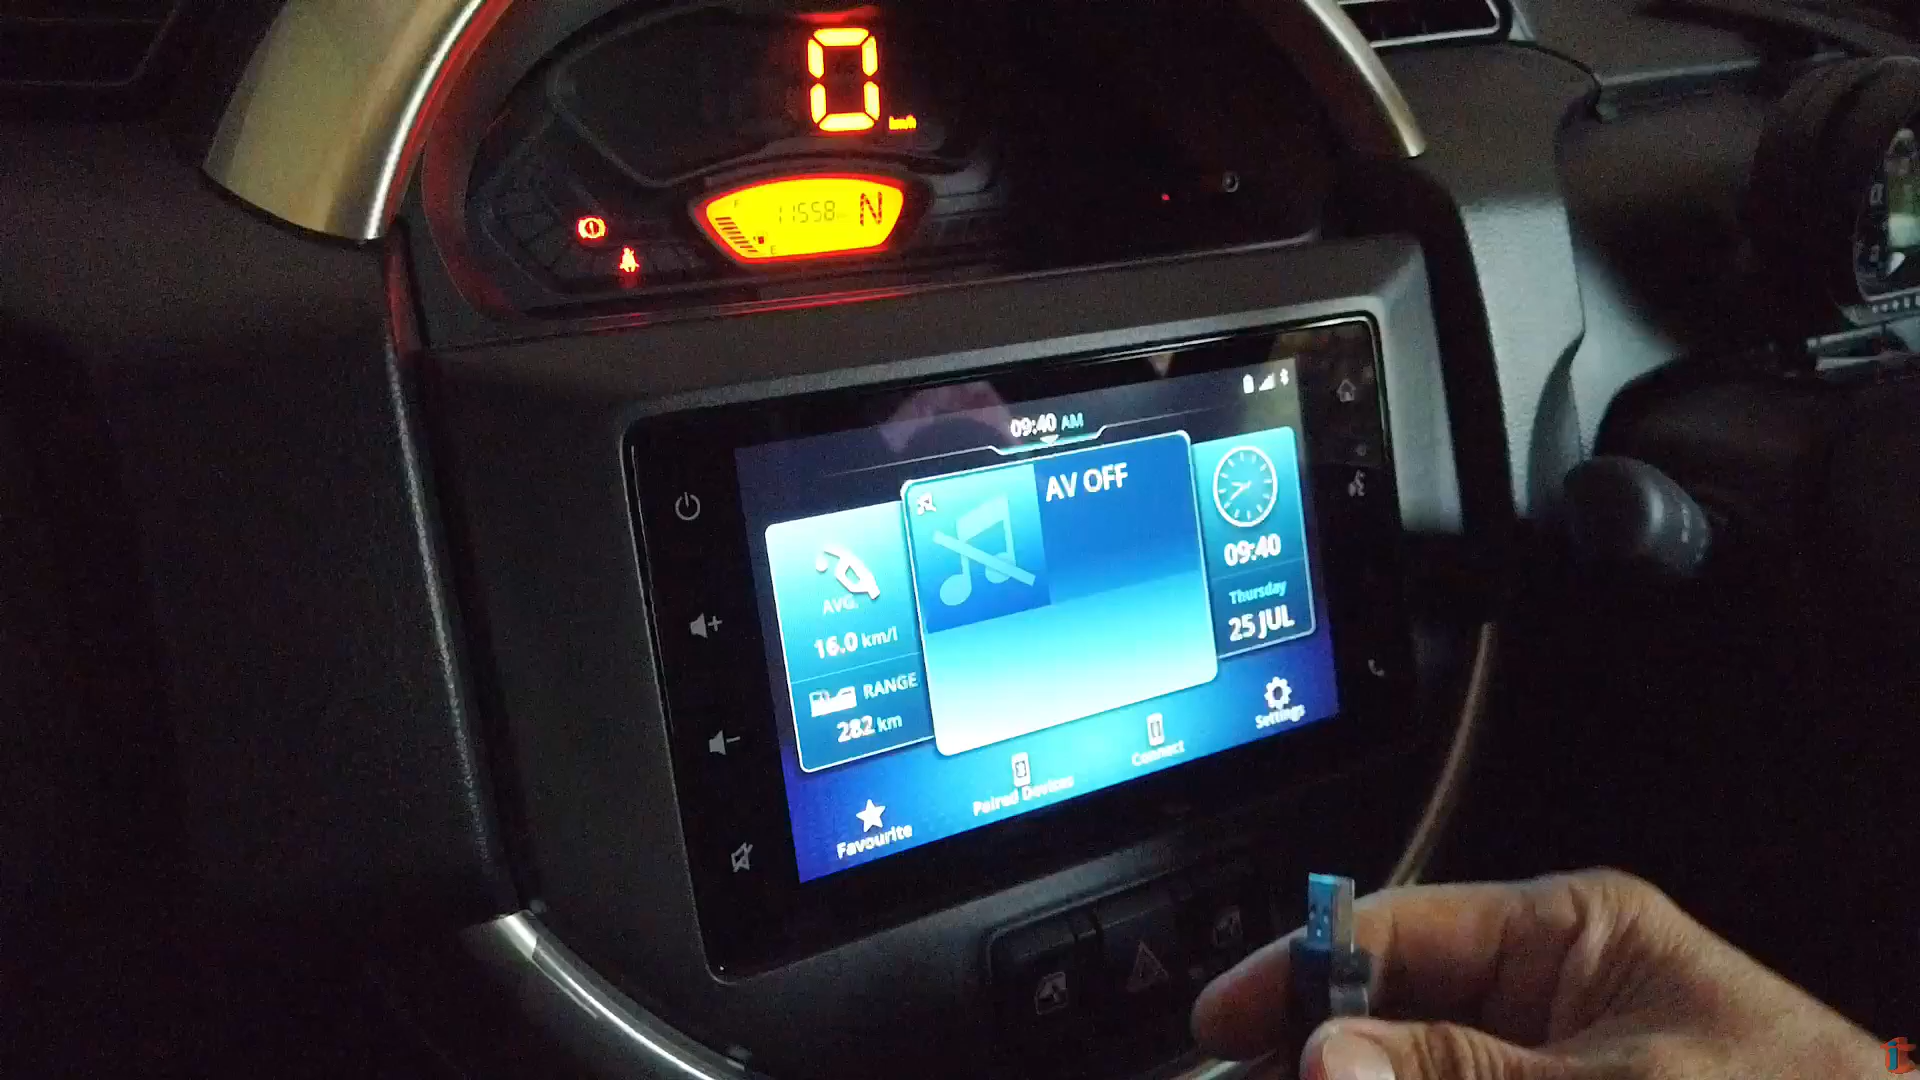 0
km/h
F
11558
N
E
09:40 AM
AV OFF
AVG.
16.0 km/l
RANGE
282 km
09:40
Thursday
25 JUL
Favourite
Paired Devices
Connect
Settings
it